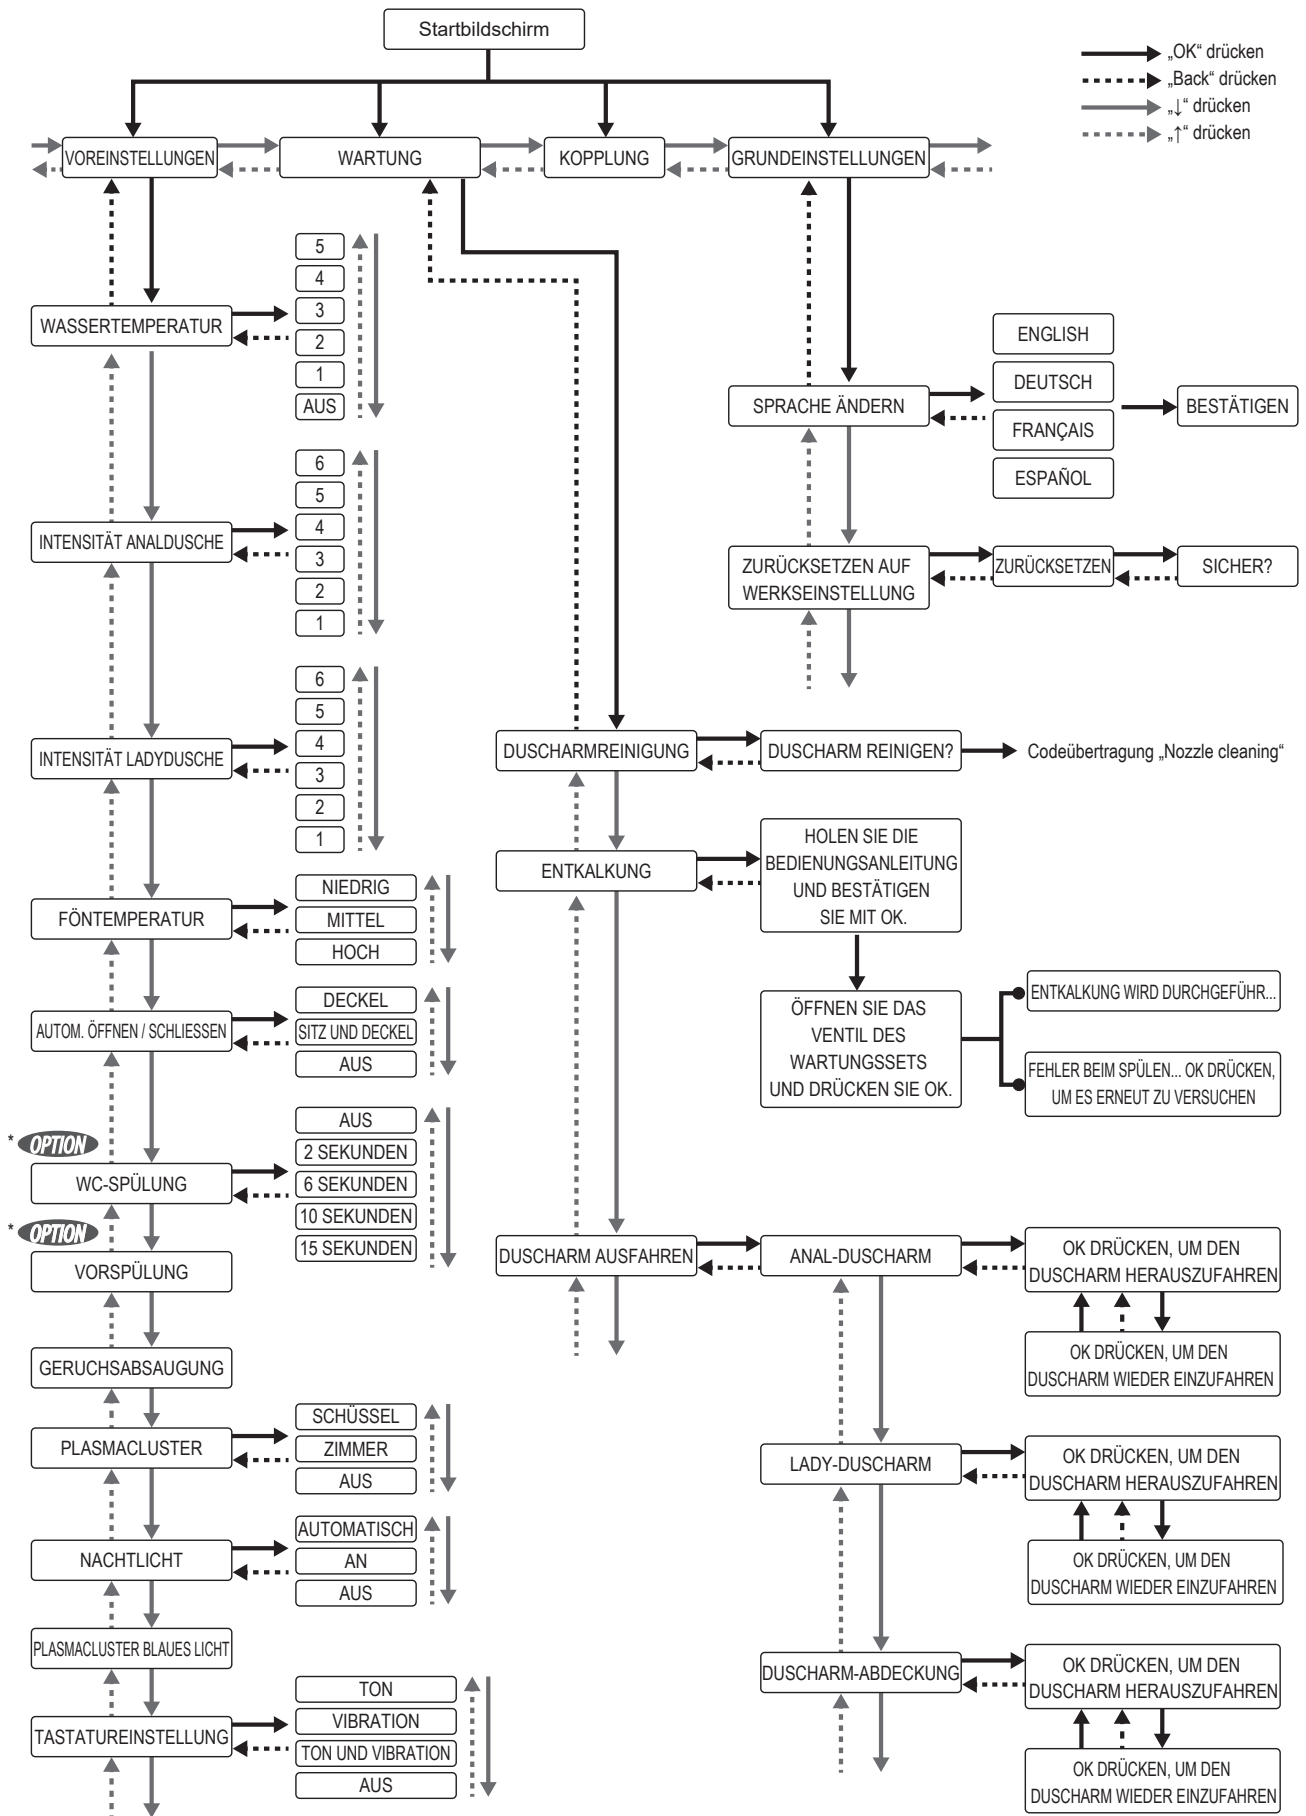 Startbildschirm
„OK“ drücken
„Back“ drücken
„↓“ drücken
„↑“ drücken
VOREINSTELLUNGEN
WARTUNG
KOPPLUNG
GRUNDEINSTELLUNGEN
WASSERTEMPERATUR
5
4
3
2
1
AUS
INTENSITÄT ANALDUSCHE
6
5
4
3
2
1
INTENSITÄT LADYDUSCHE
6
5
4
3
2
1
FÖNTEMPERATUR
NIEDRIG
MITTEL
HOCH
AUTOM. ÖFFNEN / SCHLIESSEN
DECKEL
SITZ UND DECKEL
AUS
* OPTION
WC-SPÜLUNG
AUS
2 SEKUNDEN
6 SEKUNDEN
10 SEKUNDEN
15 SEKUNDEN
* OPTION
VORSPÜLUNG
GERUCHSABSAUGUNG
PLASMACLUSTER
SCHÜSSEL
ZIMMER
AUS
NACHTLICHT
AUTOMATISCH
AN
AUS
PLASMACLUSTER BLAUES LICHT
TASTATUREINSTELLUNG
TON
VIBRATION
TON UND VIBRATION
AUS
DUSCHARMREINIGUNG
DUSCHARM REINIGEN?
Codeübertragung „Nozzle cleaning“
ENTKALKUNG
HOLEN SIE DIE
BEDIENUNGSANLEITUNG
UND BESTÄTIGEN
SIE MIT OK.
ÖFFNEN SIE DAS
VENTIL DES
WARTUNGSSETS
UND DRÜCKEN SIE OK.
ENTKALKUNG WIRD DURCHGEFÜHR...
FEHLER BEIM SPÜLEN... OK DRÜCKEN,
UM ES ERNEUT ZU VERSUCHEN
DUSCHARM AUSFAHREN
ANAL-DUSCHARM
OK DRÜCKEN, UM DEN
DUSCHARM HERAUSZUFAHREN
OK DRÜCKEN, UM DEN
DUSCHARM WIEDER EINZUFAHREN
LADY-DUSCHARM
OK DRÜCKEN, UM DEN
DUSCHARM HERAUSZUFAHREN
OK DRÜCKEN, UM DEN
DUSCHARM WIEDER EINZUFAHREN
DUSCHARM-ABDECKUNG
OK DRÜCKEN, UM DEN
DUSCHARM HERAUSZUFAHREN
OK DRÜCKEN, UM DEN
DUSCHARM WIEDER EINZUFAHREN
SPRACHE ÄNDERN
ENGLISH
DEUTSCH
FRANÇAIS
ESPAÑOL
BESTÄTIGEN
ZURÜCKSETZEN AUF
WERKSEINSTELLUNG
ZURÜCKSETZEN
SICHER?